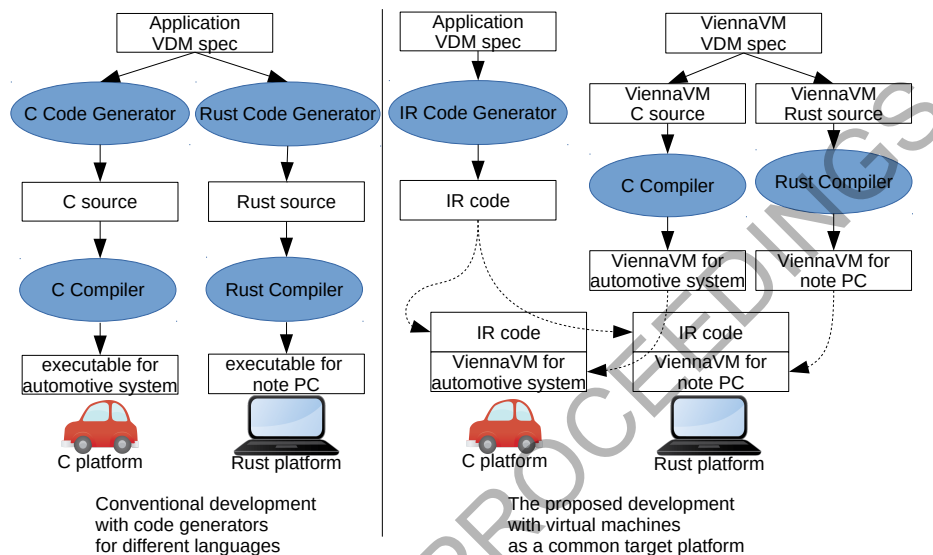 Application
VDM spec
C Code Generator
Rust Code Generator
C source
Rust source
C Compiler
Rust Compiler
executable for
automotive system
executable for
note PC
C platform
Rust platform
Conventional development
with code generators
for different languages
Application
VDM spec
ViennaVM
VDM spec
IR Code Generator
ViennaVM
C source
ViennaVM
Rust source
C Compiler
Rust Compiler
IR code
ViennaVM for
automotive system
ViennaVM for
note PC
IR code
ViennaVM for
automotive system
IR code
ViennaVM for
note PC
C platform
Rust platform
The proposed development
with virtual machines
as a common target platform
PROCEEDINGS